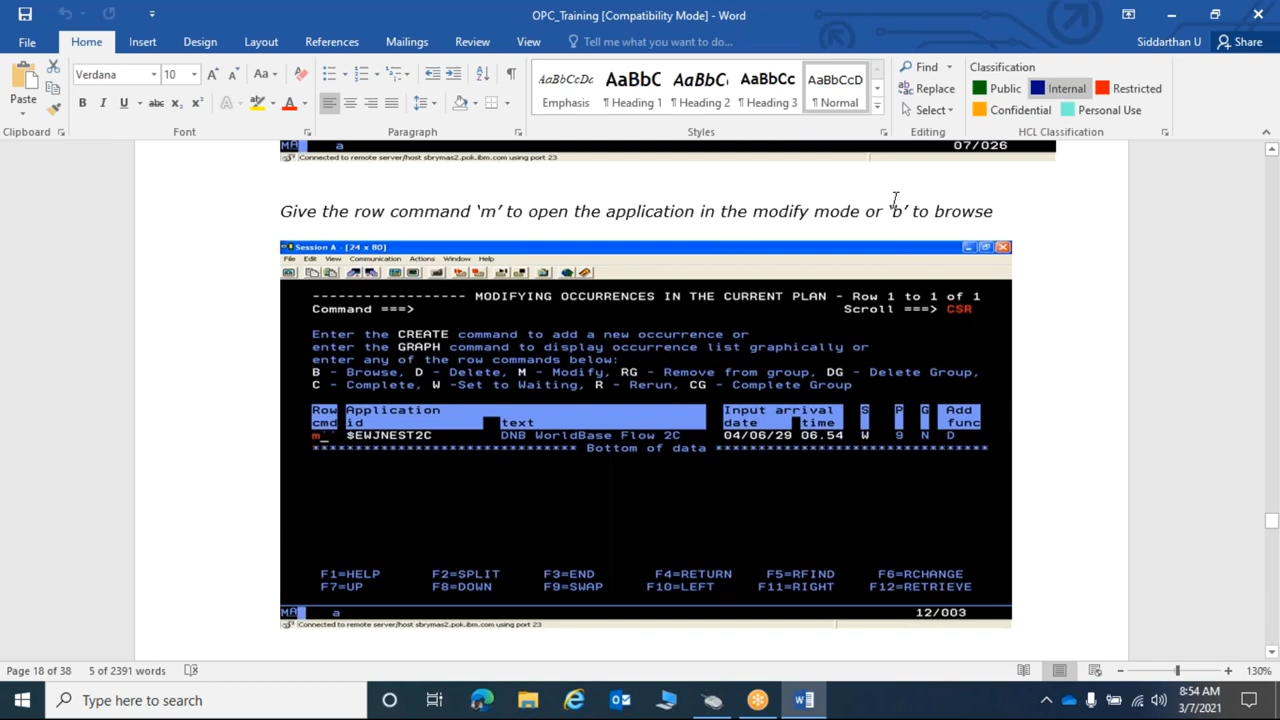 OPC_Training [Compatibility Mode] - Word
Siddarthan U
File Home Insert Design Layout References Mailings Review View Tell me what you want to do... Share
Verdana 10 Aa
Paste
B I U abc x₂ x²
AaBbCcDc AaBbC AaBbC AaBbCc AaBbCcD
Emphasis ¶ Heading 1 ¶ Heading 2 ¶ Heading 3 ¶ Normal
Find
Replace
Select
Classification
Public Internal Restricted
Confidential Personal Use
Clipboard Font Paragraph Styles Editing HCL Classification
MA a 07/026
Connected to remote server/host sbrymas2.pok.ibm.com using port 23
Give the row command ‘m’ to open the application in the modify mode or ‘b’ to browse
Session A - [24 x 80]
File Edit View Communication Actions Window Help
------------------ MODIFYING OCCURRENCES IN THE CURRENT PLAN - Row 1 to 1 of 1
Command ===> Scroll ===> CSR
Enter the CREATE command to add a new occurrence or
enter the GRAPH command to display occurrence list graphically or
enter any of the row commands below:
B - Browse, D - Delete, M - Modify, RG - Remove from group, DG - Delete Group,
C - Complete, W -Set to Waiting, R - Rerun, CG - Complete Group
Row Application Input arrival S P G Add
cmd id text date time func
m_'' $EWJNEST2C DNB WorldBase Flow 2C 04/06/29 06.54 W 9 N D
******************************* Bottom of data ********************************
F1=HELP F2=SPLIT F3=END F4=RETURN F5=RFIND F6=RCHANGE
F7=UP F8=DOWN F9=SWAP F10=LEFT F11=RIGHT F12=RETRIEVE
MA a 12/003
Connected to remote server/host sbrymas2.pok.ibm.com using port 23
Page 18 of 38 5 of 2391 words 130%
Type here to search
8:54 AM
3/7/2021